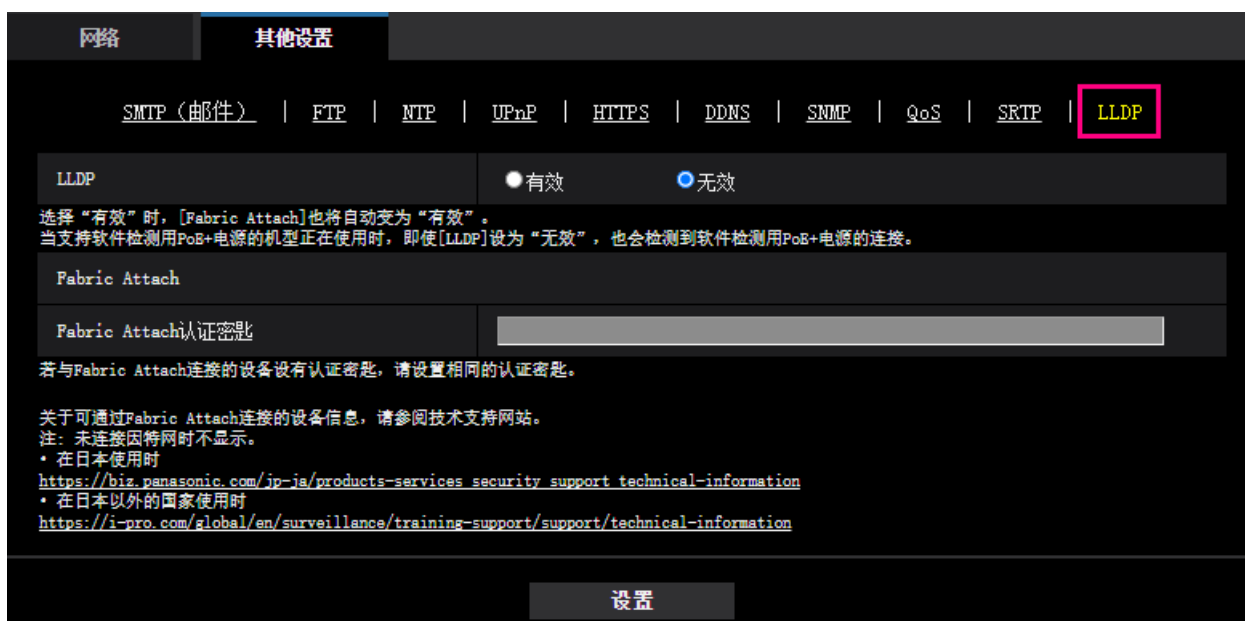 网络 其他设置
SMTP（邮件） | FTP | NTP | UPnP | HTTPS | DDNS | SNMP | QoS | SRTP | LLDP
LLDP 有效 无效
选择“有效”时，[Fabric Attach]也将自动变为“有效”。
当支持软件检测用PoE+电源的机型正在使用时，即使[LLDP]设为“无效”，也会检测到软件检测用PoE+电源的连接。
Fabric Attach
Fabric Attach认证密匙
若与Fabric Attach连接的设备设有认证密匙，请设置相同的认证密匙。
关于可通过Fabric Attach连接的设备信息，请参阅技术支持网站。
注: 未连接因特网时不显示。
• 在日本使用时
https://biz.panasonic.com/jp-ja/products-services_security_support_technical-information
• 在日本以外的国家使用时
https://i-pro.com/global/en/surveillance/training-support/support/technical-information
设置